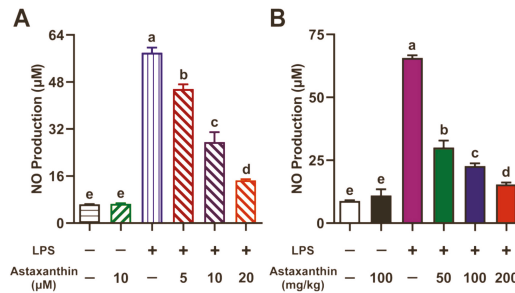 A
NO Production (µM)
64
48
32
16
0
e
e
a
b
c
d
LPS
— — + + + +
Astaxanthin
(µM)
— 10 — 5 10 20
B
NO Production (µM)
75
50
25
0
e
e
a
b
c
d
LPS
— — + + + +
Astaxanthin
(mg/kg)
— 100 — 50 100 200